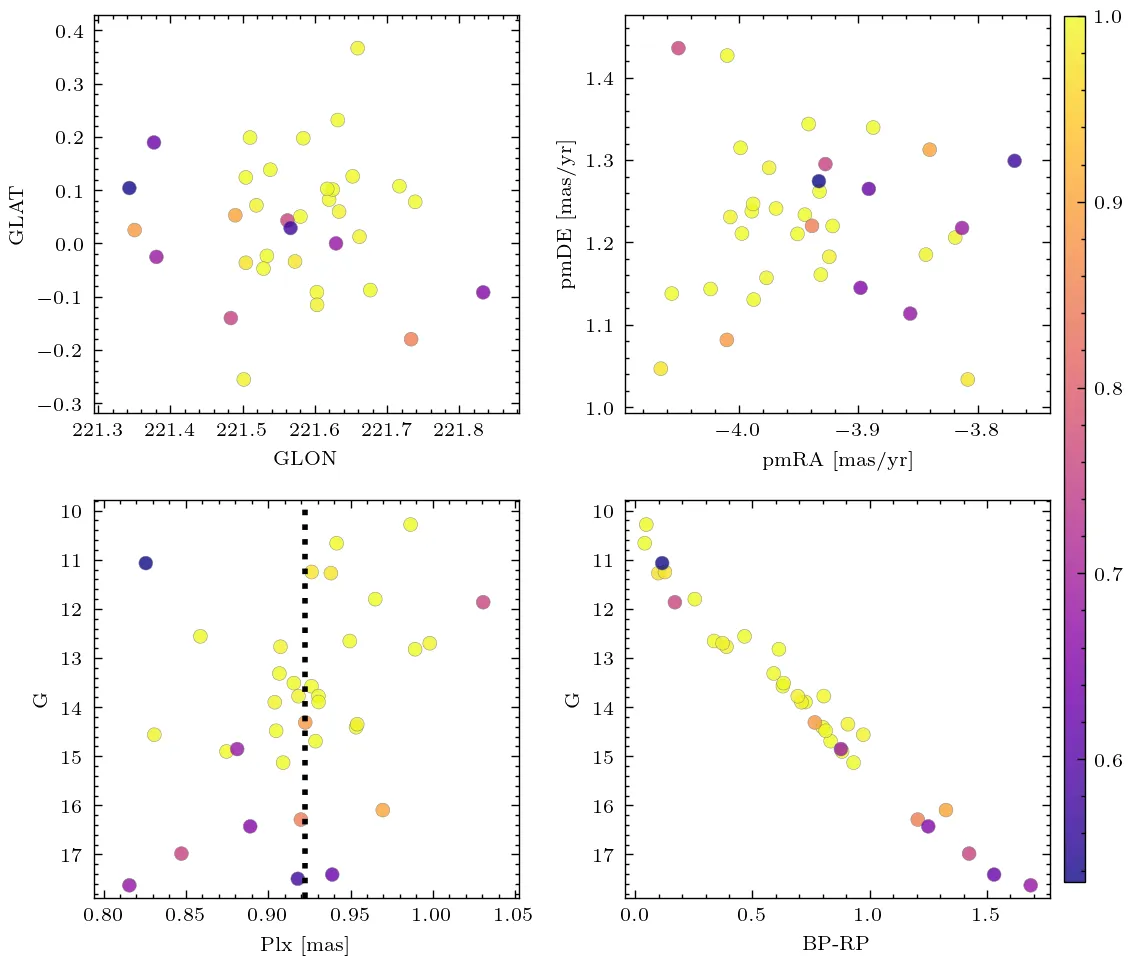 0.4
0.3
0.2
0.1
0.0
−0.1
−0.2
−0.3
GLAT
221.3 221.4 221.5 221.6 221.7 221.8
GLON
1.4
1.3
1.2
1.1
1.0
pmDE [mas/yr]
−4.0 −3.9 −3.8
pmRA [mas/yr]
1.0
0.9
0.8
0.7
0.6
10
11
12
13
14
15
16
17
G
0.80 0.85 0.90 0.95 1.00 1.05
Plx [mas]
10
11
12
13
14
15
16
17
G
0.0 0.5 1.0 1.5
BP-RP